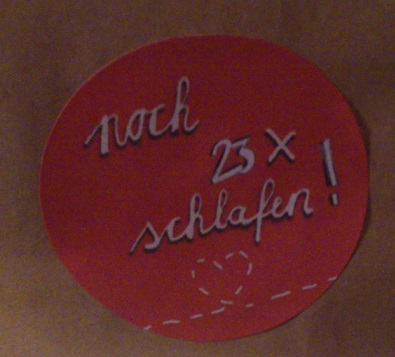 noch
23 X
schlafen!